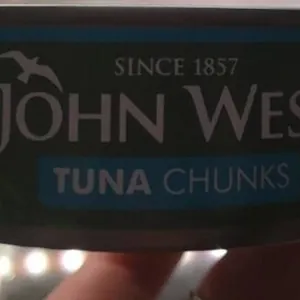 SINCE 1857
JOHN WES
TUNA CHUNKS